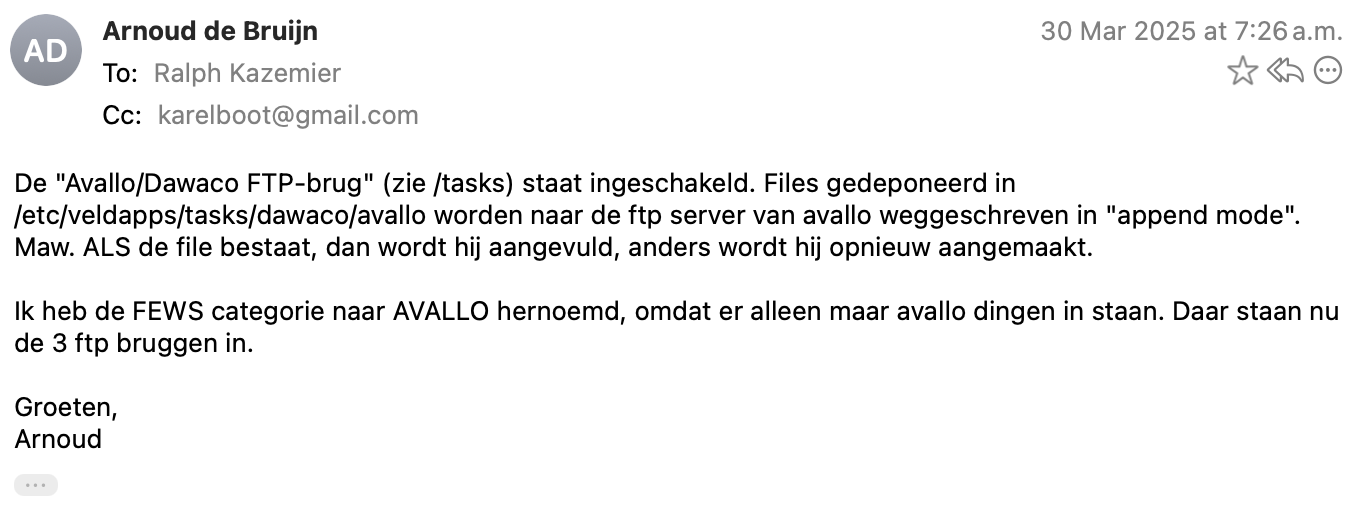 AD
Arnoud de Bruijn
30 Mar 2025 at 7:26 a.m.
To: Ralph Kazemier
Cc: karelboot@gmail.com
De "Avallo/Dawaco FTP-brug" (zie /tasks) staat ingeschakeld. Files gedeponeerd in
/etc/veldapps/tasks/dawaco/avallo worden naar de ftp server van avallo weggeschreven in "append mode".
Maw. ALS de file bestaat, dan wordt hij aangevuld, anders wordt hij opnieuw aangemaakt.
Ik heb de FEWS categorie naar AVALLO hernoemd, omdat er alleen maar avallo dingen in staan. Daar staan nu
de 3 ftp bruggen in.
Groeten,
Arnoud